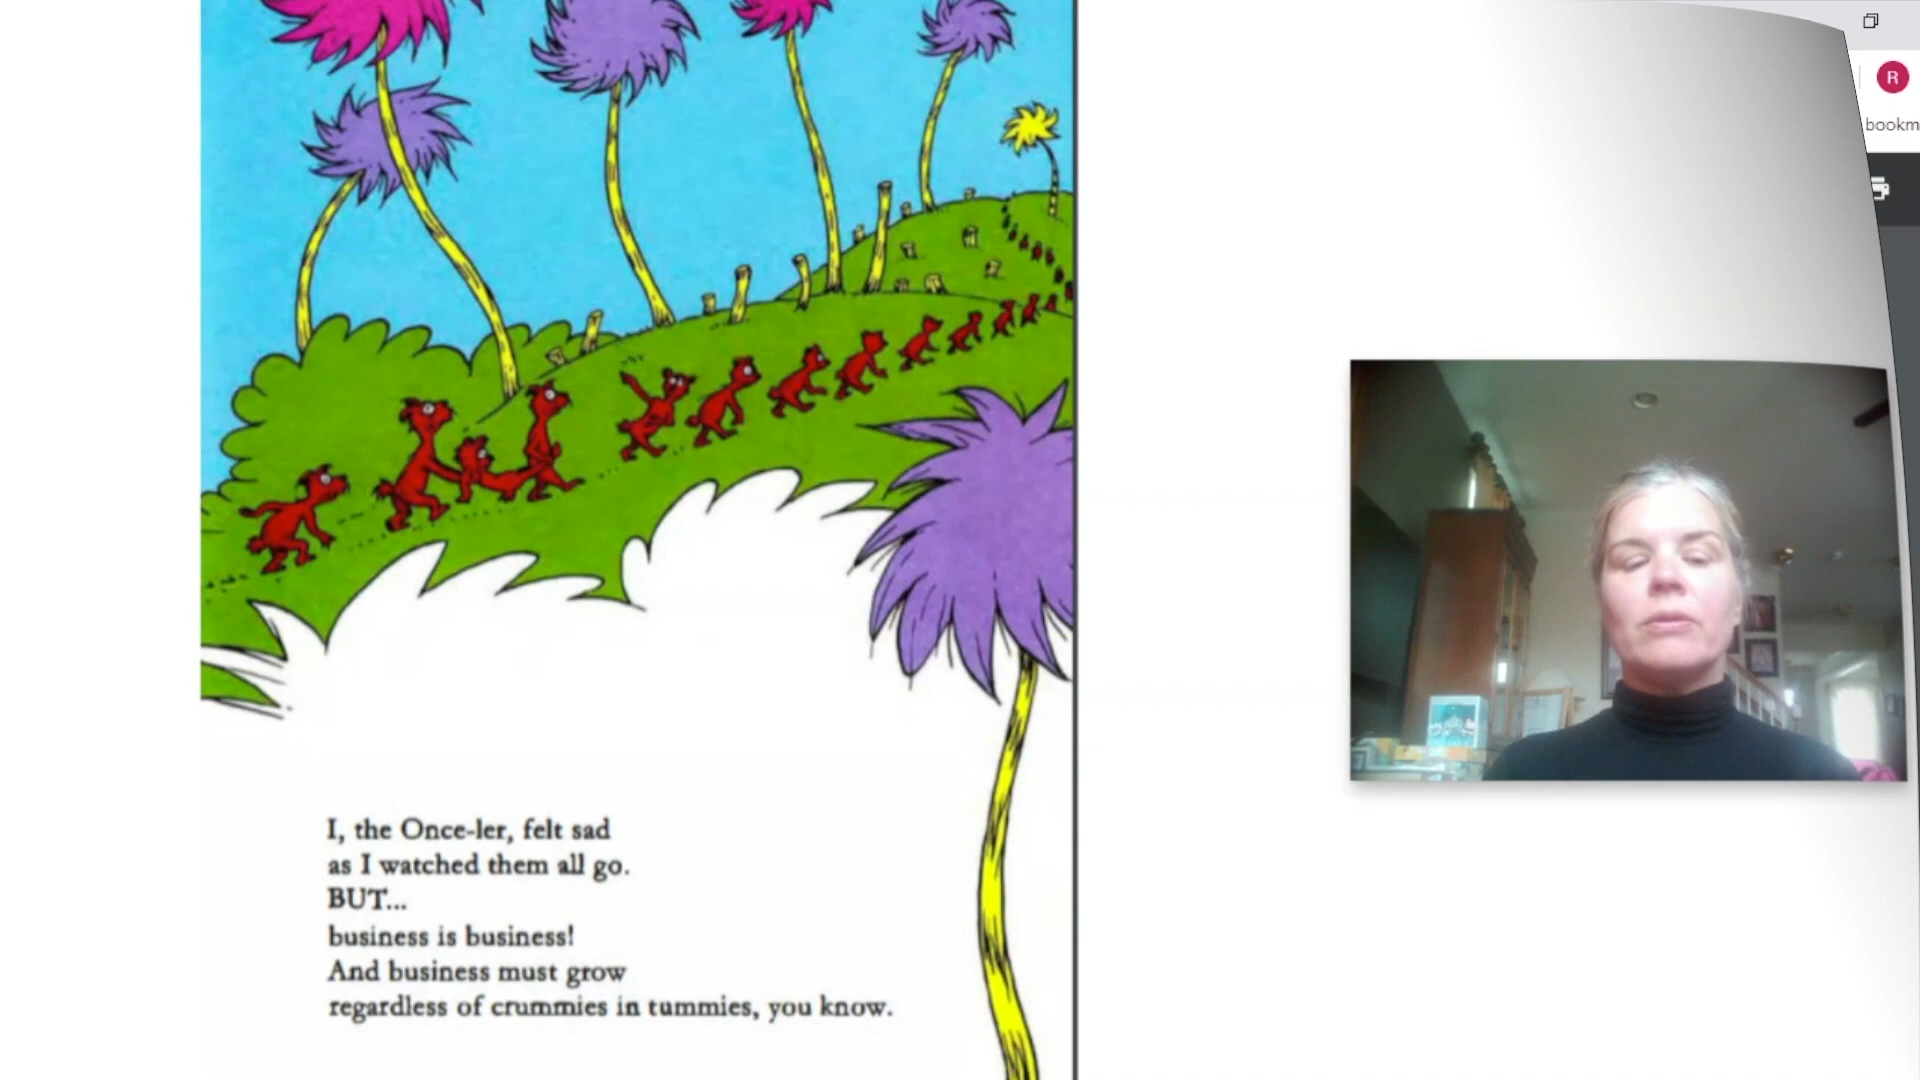 I, the Once-ler, felt sad
as I watched them all go.
BUT...
business is business!
And business must grow
regardless of crummies in tummies, you know.
R
bookm